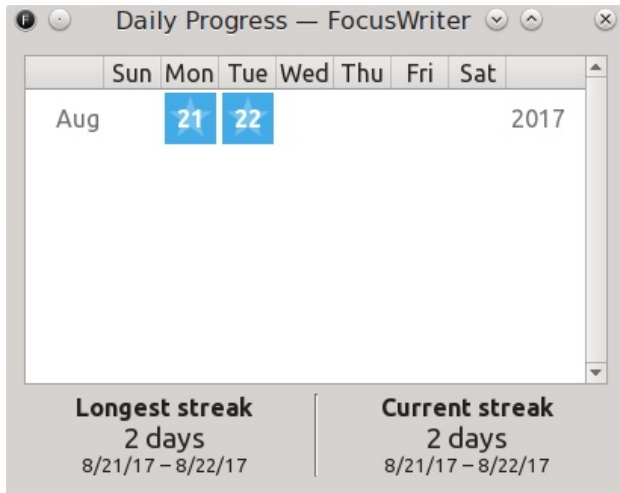 Daily Progress — FocusWriter
Sun Mon Tue Wed Thu Fri Sat
Aug 21 22 2017
Longest streak
2 days
8/21/17 – 8/22/17
Current streak
2 days
8/21/17 – 8/22/17